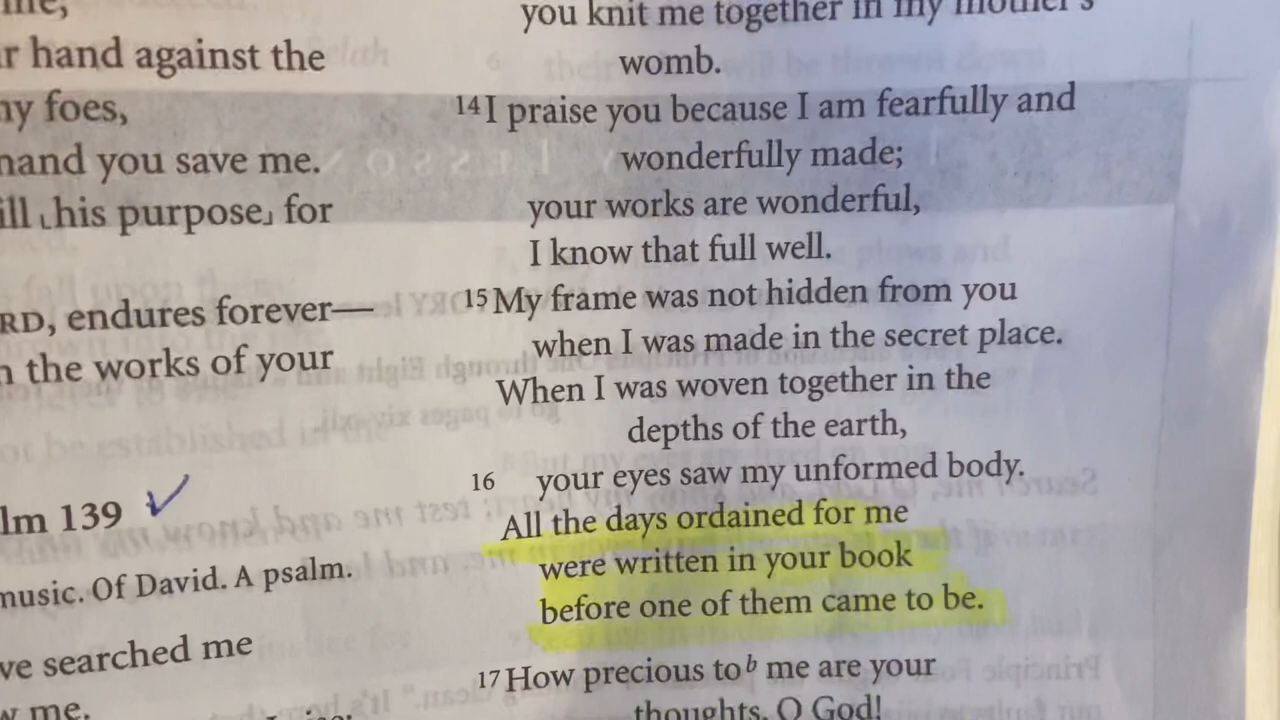 r hand against the
ny foes,
hand you save me.
ill ⌞his purpose⌟ for
RD, endures forever—
n the works of your
lm 139
music. Of David. A psalm.
ve searched me
w me.
you knit me together in my mother's
womb.
14 I praise you because I am fearfully and
wonderfully made;
your works are wonderful,
I know that full well.
15 My frame was not hidden from you
when I was made in the secret place.
When I was woven together in the
depths of the earth,
16 your eyes saw my unformed body.
All the days ordained for me
were written in your book
before one of them came to be.
17 How precious to b me are your
thoughts, O God!